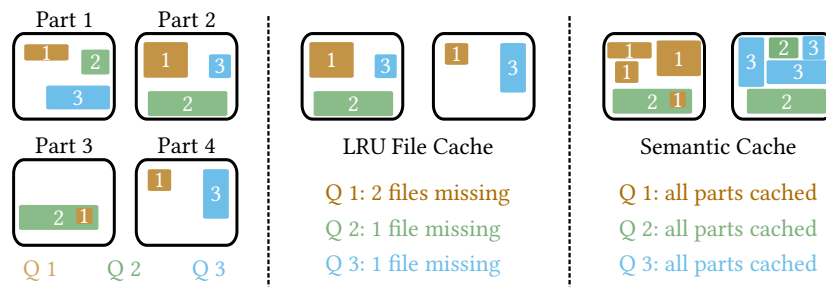 Part 1 Part 2
1 2 3
1 3 2
Part 3 Part 4
2 1
1 3
Q 1 Q 2 Q 3
1 3 2
1 3
LRU File Cache
Q 1: 2 files missing
Q 2: 1 file missing
Q 3: 1 file missing
1 1 1 2 1
3 2 3 3 2
Semantic Cache
Q 1: all parts cached
Q 2: all parts cached
Q 3: all parts cached